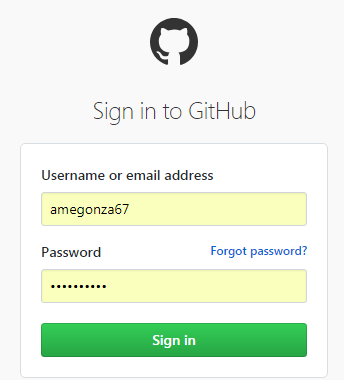 Sign in to GitHub
Username or email address
amegonza67
Password Forgot password?
••••••••••
Sign in